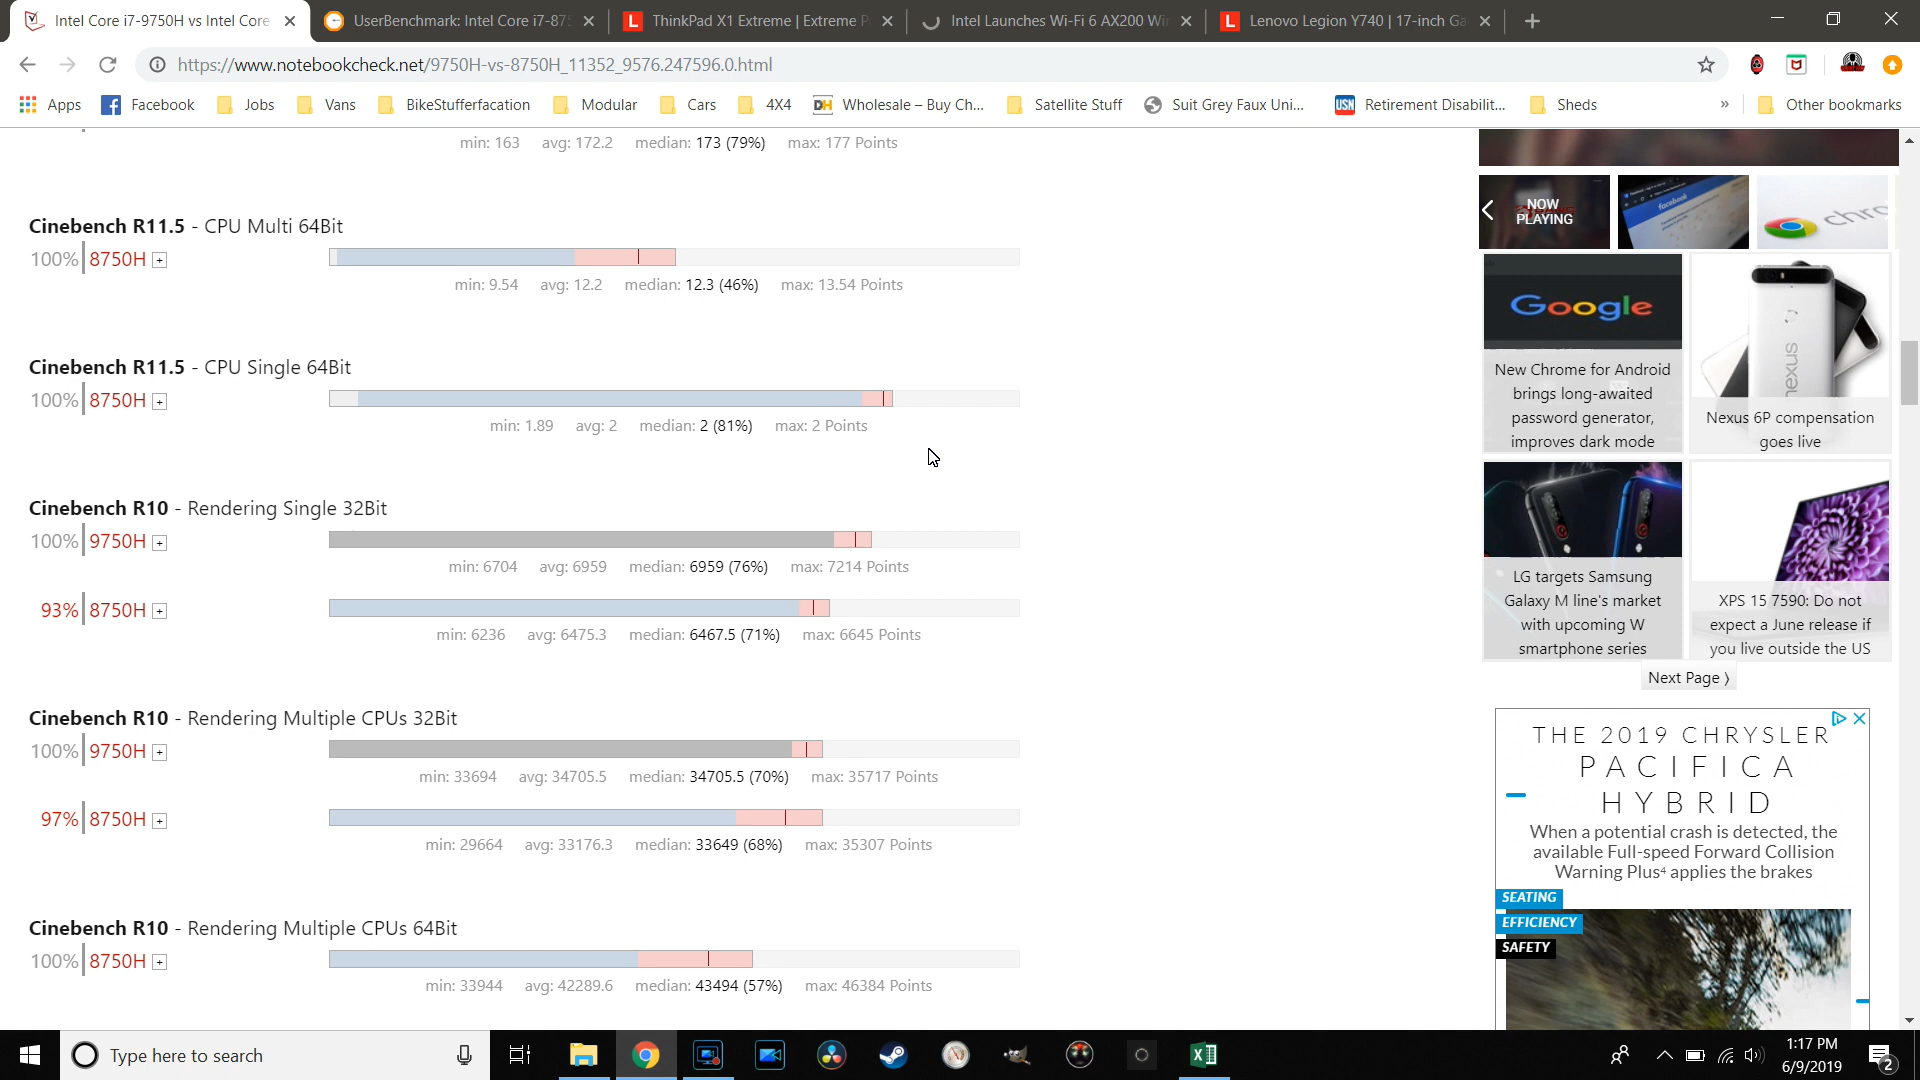 Intel Core i7-9750H vs Intel Core
UserBenchmark: Intel Core i7-875
ThinkPad X1 Extreme | Extreme P
Intel Launches Wi-Fi 6 AX200 Wi
Lenovo Legion Y740 | 17-inch Ga
https://www.notebookcheck.net/9750H-vs-8750H_11352_9576.247596.0.html
Apps
Facebook
Jobs
Vans
BikeStufferfacation
Modular
Cars
4X4
DH
Wholesale – Buy Ch...
Satellite Stuff
Suit Grey Faux Uni...
USN
Retirement Disabilit...
Sheds
»
Other bookmarks
min: 163 avg: 172.2 median: 173 (79%) max: 177 Points
Cinebench R11.5 - CPU Multi 64Bit
100% 8750H +
min: 9.54 avg: 12.2 median: 12.3 (46%) max: 13.54 Points
Cinebench R11.5 - CPU Single 64Bit
100% 8750H +
min: 1.89 avg: 2 median: 2 (81%) max: 2 Points
Cinebench R10 - Rendering Single 32Bit
100% 9750H +
min: 6704 avg: 6959 median: 6959 (76%) max: 7214 Points
93% 8750H +
min: 6236 avg: 6475.3 median: 6467.5 (71%) max: 6645 Points
Cinebench R10 - Rendering Multiple CPUs 32Bit
100% 9750H +
min: 33694 avg: 34705.5 median: 34705.5 (70%) max: 35717 Points
97% 8750H +
min: 29664 avg: 33176.3 median: 33649 (68%) max: 35307 Points
Cinebench R10 - Rendering Multiple CPUs 64Bit
100% 8750H +
min: 33944 avg: 42289.6 median: 43494 (57%) max: 46384 Points
NOW
PLAYING
facebook
chro
Google
New Chrome for Android
brings long-awaited
password generator,
improves dark mode
nexus
Nexus 6P compensation
goes live
LG targets Samsung
Galaxy M line's market
with upcoming W
smartphone series
XPS 15 7590: Do not
expect a June release if
you live outside the US
Next Page ⟩
THE 2019 CHRYSLER
PACIFICA
HYBRID
When a potential crash is detected, the
available Full-speed Forward Collision
Warning Plus⁴ applies the brakes
SEATING
EFFICIENCY
SAFETY
Type here to search
1:17 PM
6/9/2019
2